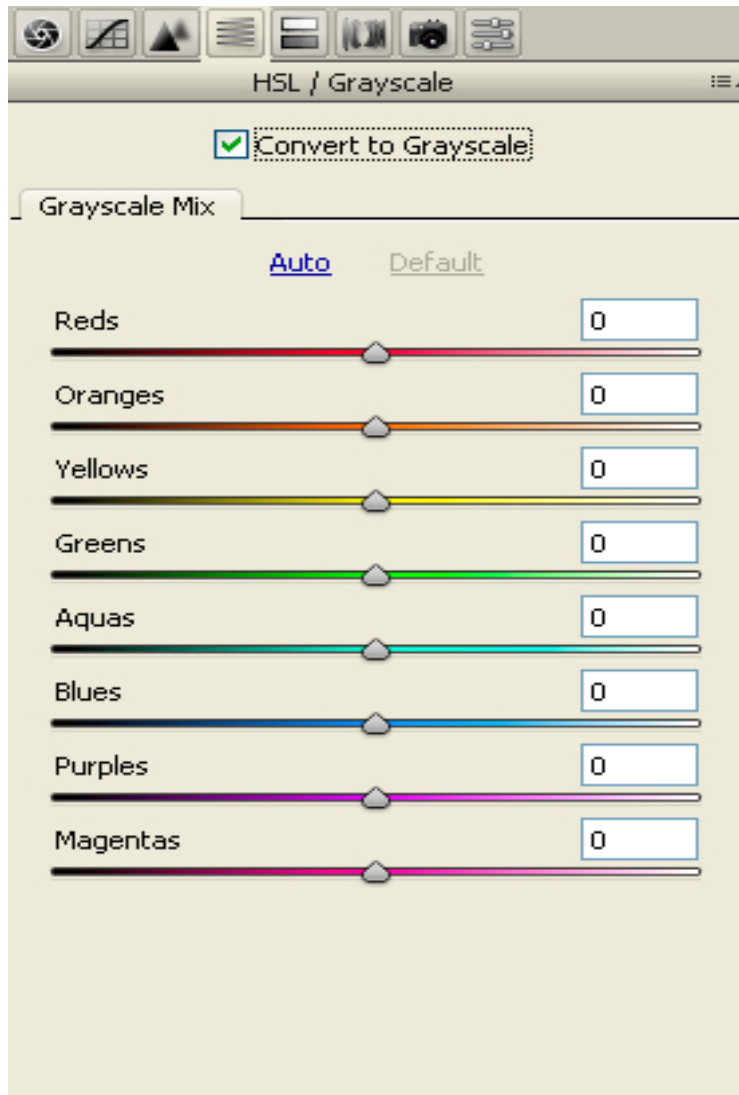 HSL / Grayscale
Convert to Grayscale
Grayscale Mix
Auto Default
Reds 0
Oranges 0
Yellows 0
Greens 0
Aquas 0
Blues 0
Purples 0
Magentas 0